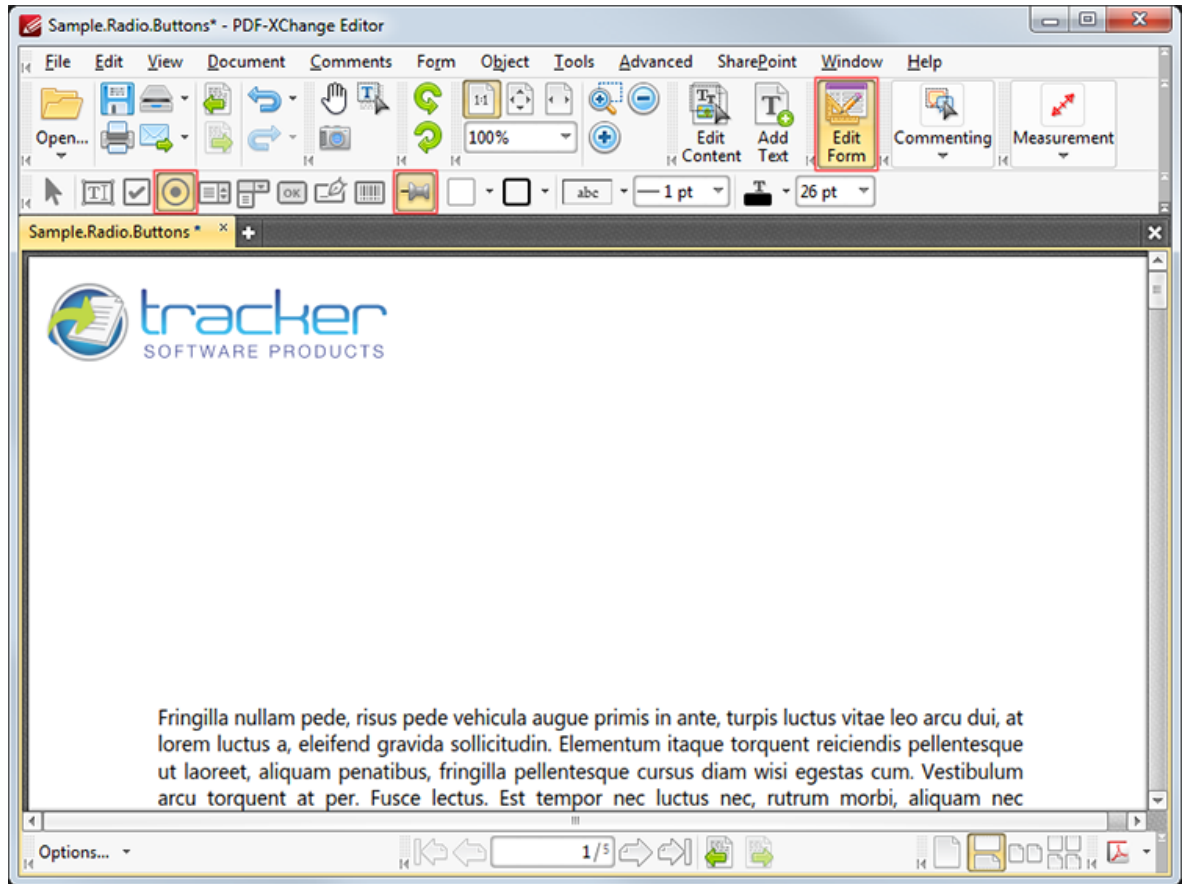 Sample.Radio.Buttons* - PDF-XChange Editor
File Edit View Document Comments Form Object Tools Advanced SharePoint Window Help
Open... T 1:1 100% Edit Content Add Text Edit Form Commenting Measurement
TI OK abc 1 pt T 26 pt
Sample.Radio.Buttons *
tracker
SOFTWARE PRODUCTS
Fringilla nullam pede, risus pede vehicula augue primis in ante, turpis luctus vitae leo arcu dui, at
lorem luctus a, eleifend gravida sollicitudin. Elementum itaque torquent reiciendis pellentesque
ut laoreet, aliquam penatibus, fringilla pellentesque cursus diam wisi egestas cum. Vestibulum
arcu torquent at per. Fusce lectus. Est tempor nec luctus nec, rutrum morbi, aliquam nec
Options... 1/5